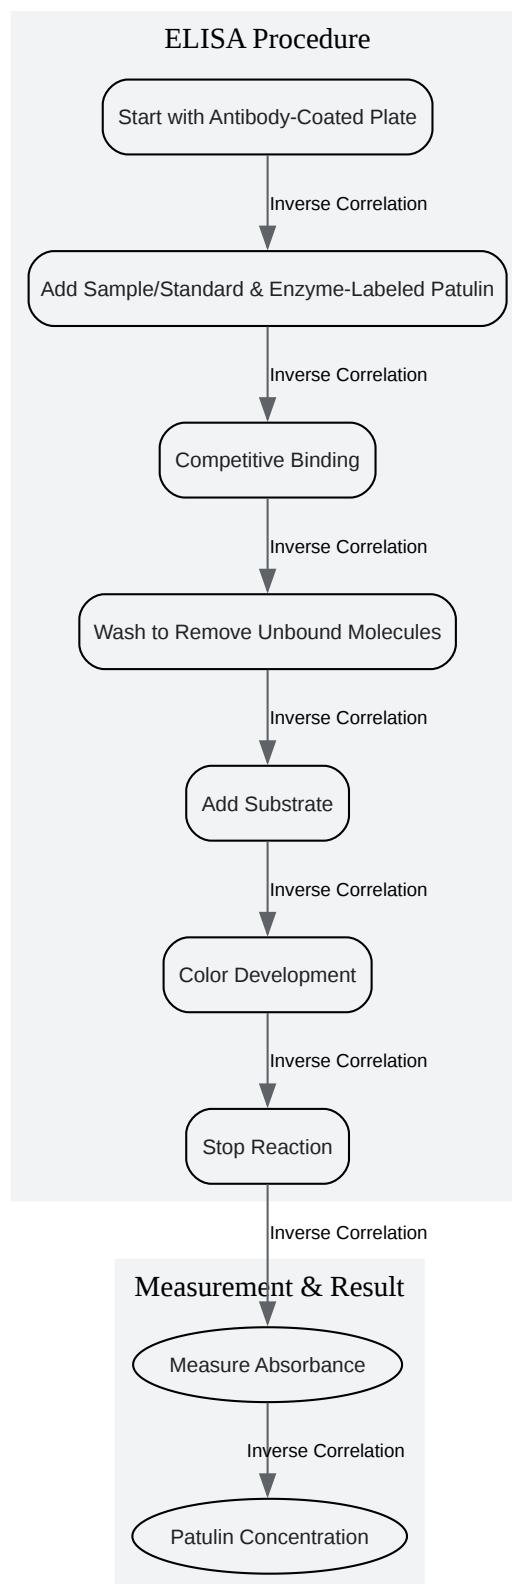 ELISA Procedure
Start with Antibody-Coated Plate
Inverse Correlation
Add Sample/Standard & Enzyme-Labeled Patulin
Inverse Correlation
Competitive Binding
Inverse Correlation
Wash to Remove Unbound Molecules
Inverse Correlation
Add Substrate
Inverse Correlation
Color Development
Inverse Correlation
Stop Reaction
Inverse Correlation
Measurement & Result
Measure Absorbance
Inverse Correlation
Patulin Concentration